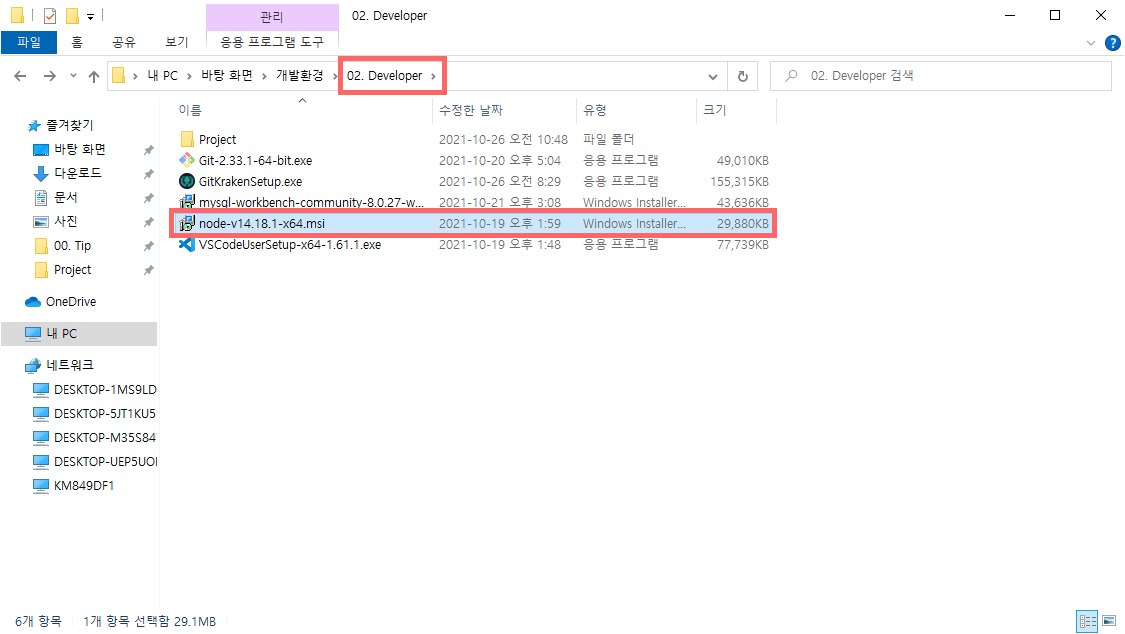 관리
02. Developer
파일
홈
공유
보기
응용 프로그램 도구
내 PC
바탕 화면
개발환경
02. Developer
02. Developer 검색
이름
수정한 날짜
유형
크기
즐겨찾기
바탕 화면
다운로드
문서
사진
00. Tip
Project
OneDrive
내 PC
네트워크
DESKTOP-1MS9LD
DESKTOP-5JT1KU5
DESKTOP-M35S84
DESKTOP-UEP5UO
KM849DF1
Project 2021-10-26 오전 10:48 파일 폴더
Git-2.33.1-64-bit.exe 2021-10-20 오후 5:04 응용 프로그램 49,010KB
GitKrakenSetup.exe 2021-10-26 오전 8:29 응용 프로그램 155,315KB
mysql-workbench-community-8.0.27-w... 2021-10-21 오후 3:08 Windows Installer... 43,636KB
node-v14.18.1-x64.msi 2021-10-19 오후 1:59 Windows Installer... 29,880KB
VSCodeUserSetup-x64-1.61.1.exe 2021-10-19 오후 1:48 응용 프로그램 77,739KB
6개 항목
1개 항목 선택함 29.1MB